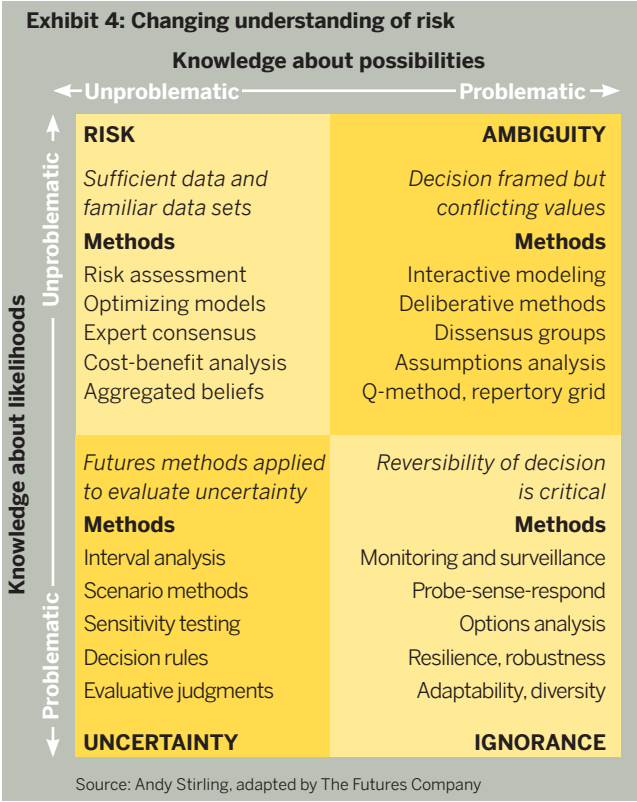 Exhibit 4: Changing understanding of risk
Knowledge about possibilities
Unproblematic
Problematic
Knowledge about likelihoods
Unproblematic
Problematic
RISK
Sufficient data and
familiar data sets
Methods
Risk assessment
Optimizing models
Expert consensus
Cost-benefit analysis
Aggregated beliefs
AMBIGUITY
Decision framed but
conflicting values
Methods
Interactive modeling
Deliberative methods
Dissensus groups
Assumptions analysis
Q-method, repertory grid
Futures methods applied
to evaluate uncertainty
Methods
Interval analysis
Scenario methods
Sensitivity testing
Decision rules
Evaluative judgments
UNCERTAINTY
Reversibility of decision
is critical
Methods
Monitoring and surveillance
Probe-sense-respond
Options analysis
Resilience, robustness
Adaptability, diversity
IGNORANCE
Source: Andy Stirling, adapted by The Futures Company